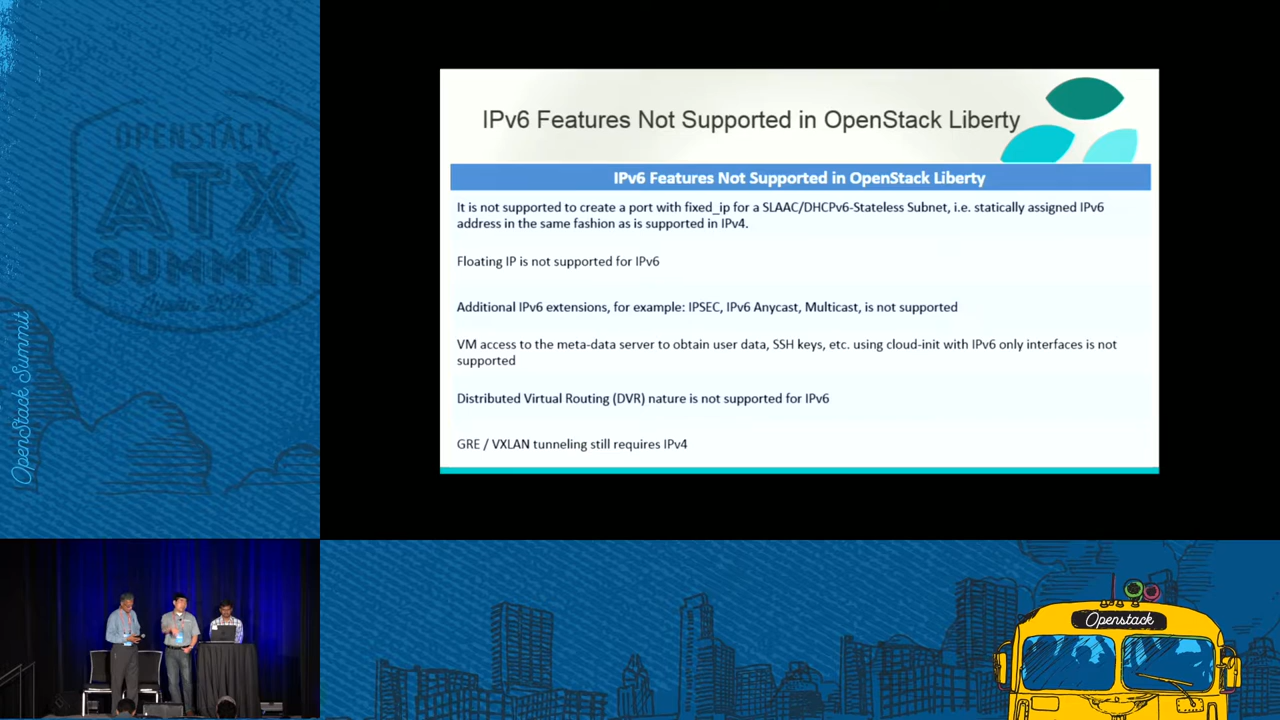 OPENSTACK
ATX
SUMMIT
OpenStack Summit
IPv6 Features Not Supported in OpenStack Liberty
IPv6 Features Not Supported in OpenStack Liberty
It is not supported to create a port with fixed_ip for a SLAAC/DHCPv6-Stateless Subnet, i.e. statically assigned IPv6
address in the same fashion as is supported in IPv4.
Floating IP is not supported for IPv6
Additional IPv6 extensions, for example: IPSEC, IPv6 Anycast, Multicast, is not supported
VM access to the meta-data server to obtain user data, SSH keys, etc. using cloud-init with IPv6 only interfaces is not
supported
Distributed Virtual Routing (DVR) nature is not supported for IPv6
GRE / VXLAN tunneling still requires IPv4
Openstack